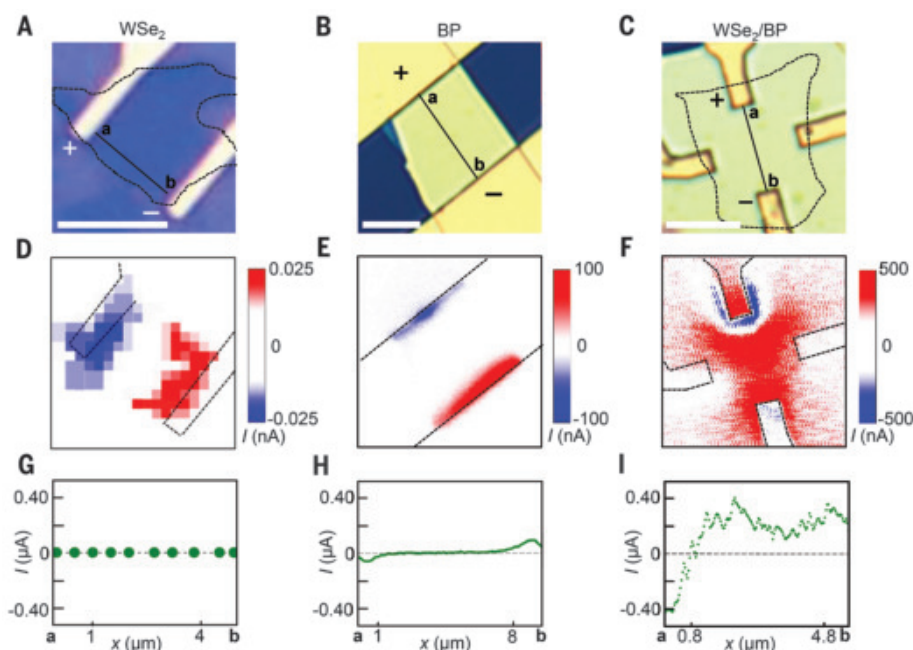 A WSe₂
B BP
C WSe₂/BP
+ a b −
+ a b −
+ a b −
D 0.025 0 -0.025 I (nA)
E 100 0 -100 I (nA)
F 500 0 -500 I (nA)
G
0.40
0
-0.40
I (µA)
a 1 x (µm) 4 b
H
0.40
0
-0.40
I (µA)
a 1 x (µm) 8 b
I
0.40
0
-0.40
I (µA)
a 0.8 x (µm) 4.8 b